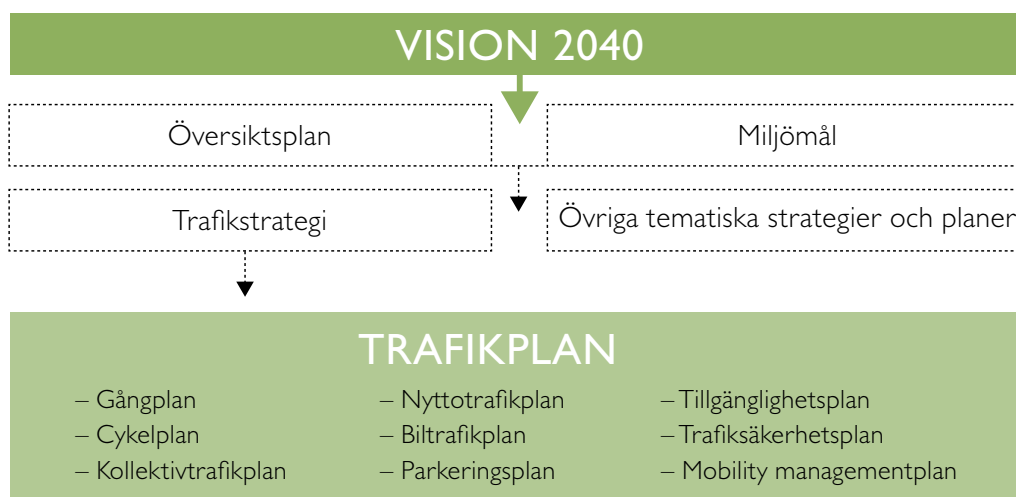 VISION 2040
Översiktsplan
Miljömål
Trafikstrategi
Övriga tematiska strategier och planer
TRAFIKPLAN
– Gångplan
– Cykelplan
– Kollektivtrafikplan
– Nyttotrafikplan
– Biltrafikplan
– Parkeringsplan
– Tillgänglighetsplan
– Trafiksäkerhetsplan
– Mobility managementplan